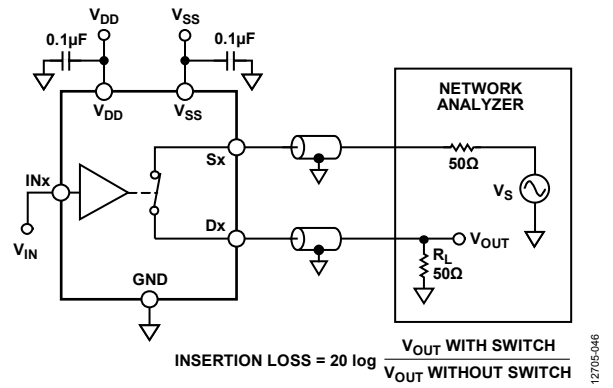 VDD
VSS
0.1µF
0.1µF
VDD
VSS
NETWORK
ANALYZER
Sx
50Ω
INx
VS
Dx
VOUT
VIN
RL
50Ω
GND
INSERTION LOSS = 20 log
VOUT WITH SWITCH
VOUT WITHOUT SWITCH
12705-046